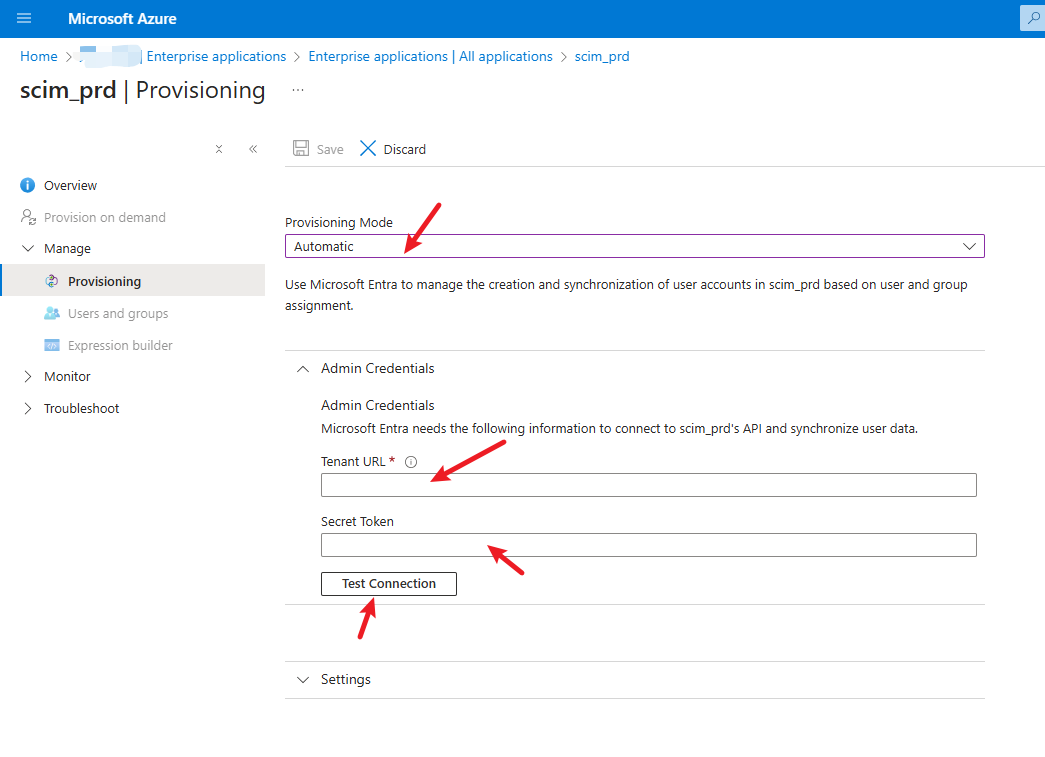 Microsoft Azure
Home > | Enterprise applications > Enterprise applications | All applications > scim_prd
scim_prd | Provisioning ...
Save Discard
Overview
Provision on demand
Manage
Provisioning
Users and groups
Expression builder
Monitor
Troubleshoot
Provisioning Mode
Automatic
Use Microsoft Entra to manage the creation and synchronization of user accounts in scim_prd based on user and group
assignment.
Admin Credentials
Admin Credentials
Microsoft Entra needs the following information to connect to scim_prd's API and synchronize user data.
Tenant URL *
Secret Token
Test Connection
Settings